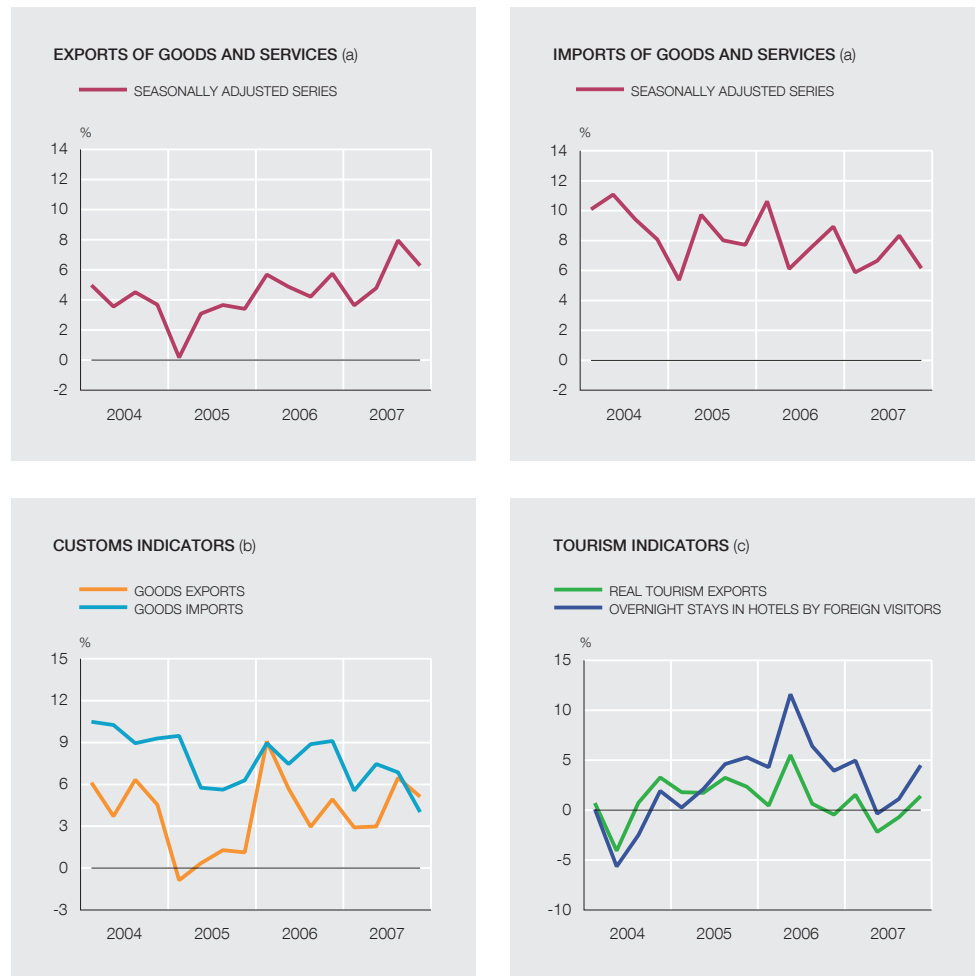 EXPORTS OF GOODS AND SERVICES (a)
SEASONALLY ADJUSTED SERIES
%
14
12
10
8
6
4
2
0
-2
2004 2005 2006 2007
IMPORTS OF GOODS AND SERVICES (a)
SEASONALLY ADJUSTED SERIES
%
14
12
10
8
6
4
2
0
-2
2004 2005 2006 2007
CUSTOMS INDICATORS (b)
GOODS EXPORTS
GOODS IMPORTS
%
15
12
9
6
3
0
-3
2004 2005 2006 2007
TOURISM INDICATORS (c)
REAL TOURISM EXPORTS
OVERNIGHT STAYS IN HOTELS BY FOREIGN VISITORS
%
15
10
5
0
-5
-10
2004 2005 2006 2007